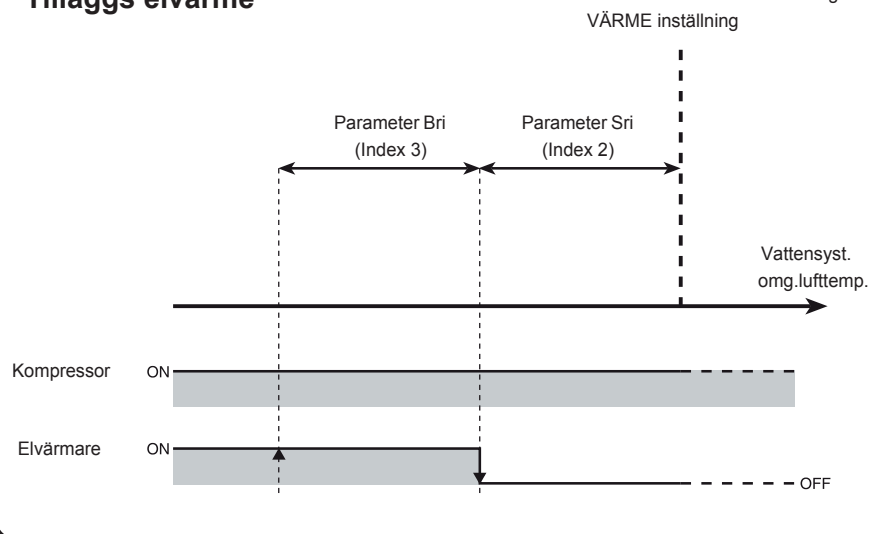 Tilläggs elvärme
VÄRME inställning
Parameter Bri
(Index 3)
Parameter Sri
(Index 2)
Vattensyst.
omg.lufttemp.
Kompressor
ON
Elvärmare
ON
OFF